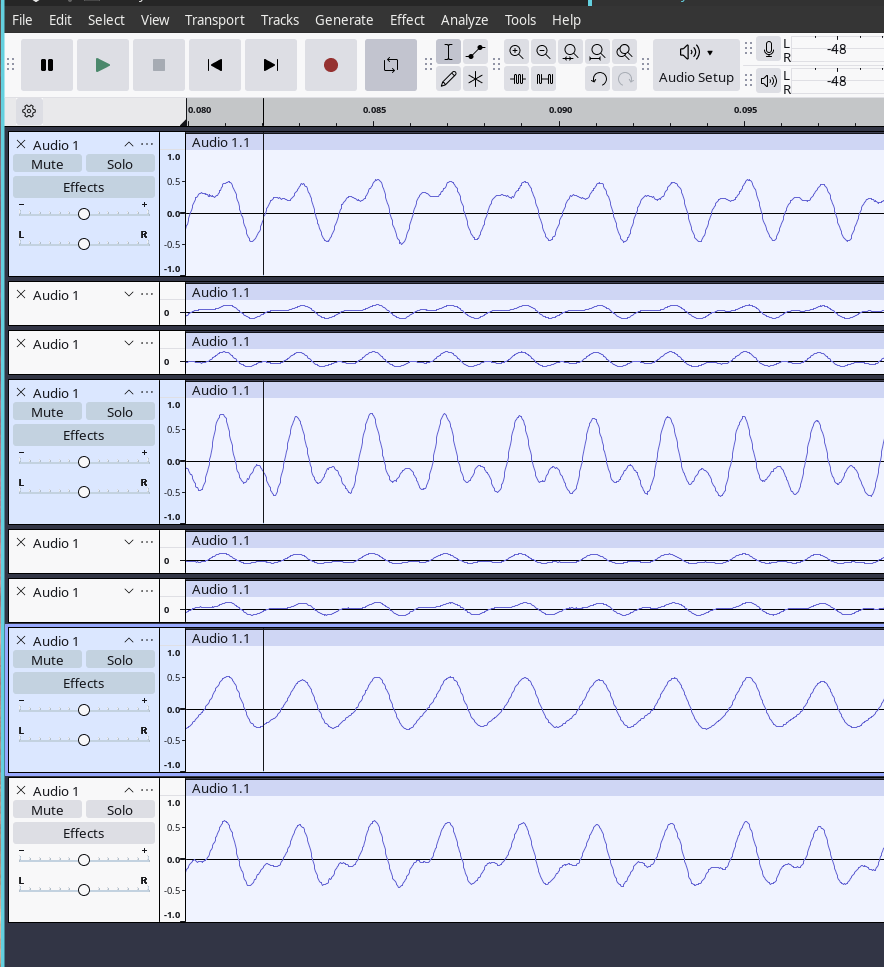 File Edit Select View Transport Tracks Generate Effect Analyze Tools Help
Audio Setup
L
R
-48
L
R
-48
0.080 0.085 0.090 0.095
Audio 1
Mute Solo
Effects
- +
L R
1.0
0.5
0.0
-0.5
-1.0
Audio 1.1
Audio 1
0
Audio 1.1
Audio 1
0
Audio 1.1
Audio 1
Mute Solo
Effects
- +
L R
1.0
0.5
0.0
-0.5
-1.0
Audio 1.1
Audio 1
0
Audio 1.1
Audio 1
0
Audio 1.1
Audio 1
Mute Solo
Effects
- +
L R
1.0
0.5
0.0
-0.5
-1.0
Audio 1.1
Audio 1
Mute Solo
Effects
- +
L R
1.0
0.5
0.0
-0.5
-1.0
Audio 1.1